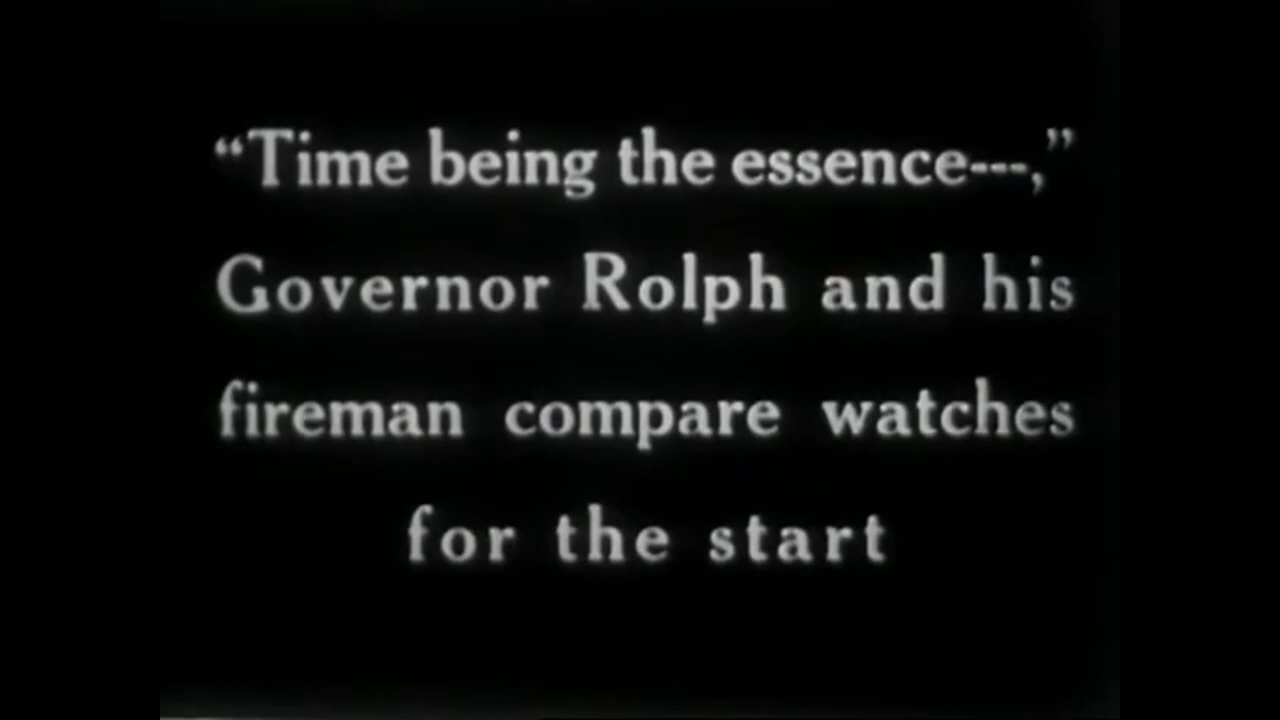 “Time being the essence---,”
Governor Rolph and his
fireman compare watches
for the start